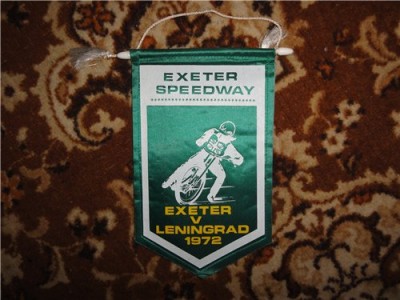 EXETER
SPEEDWAY
EXETER
V
LENINGRAD
1972